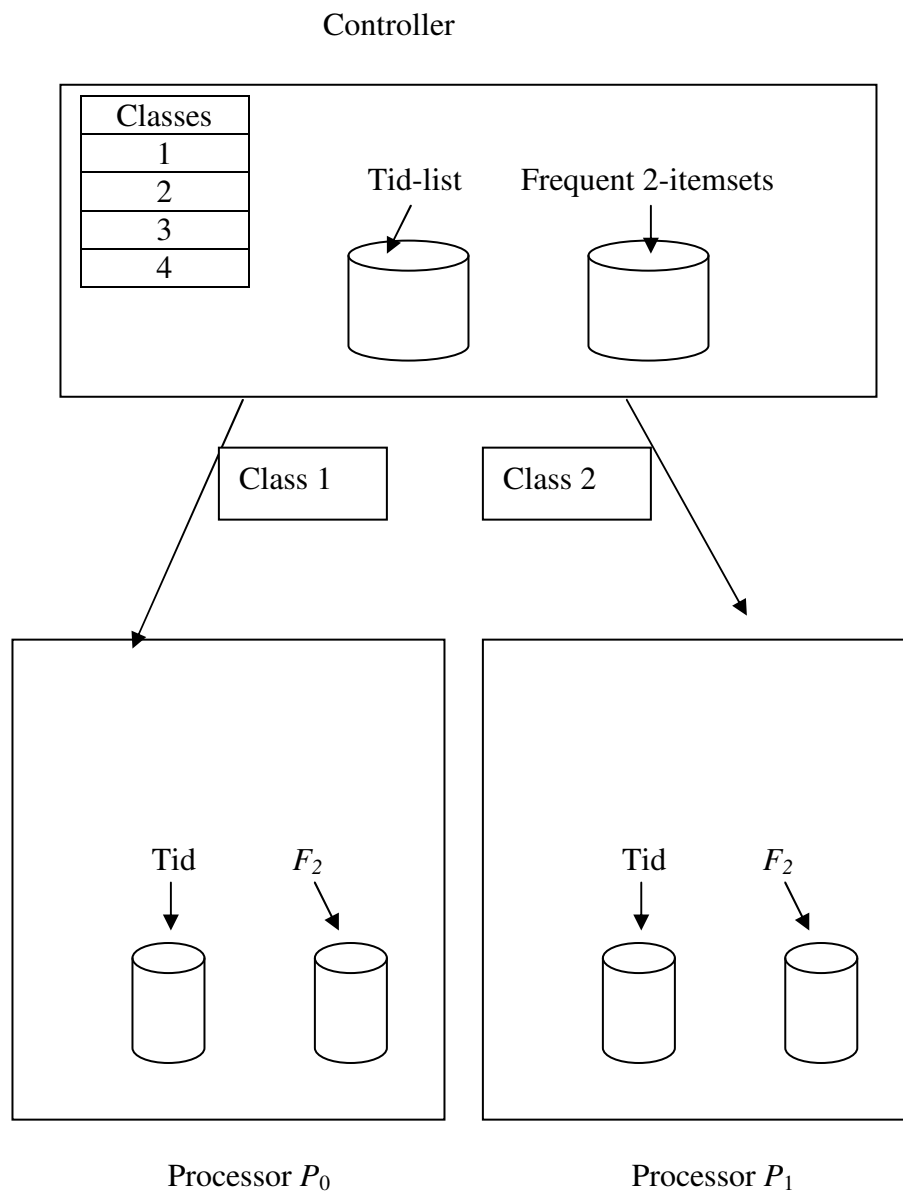 Controller
Classes
1
2
3
4
Tid-list
Frequent 2-itemsets
Class 1
Class 2
Tid
F2
Tid
F2
Processor P0
Processor P1